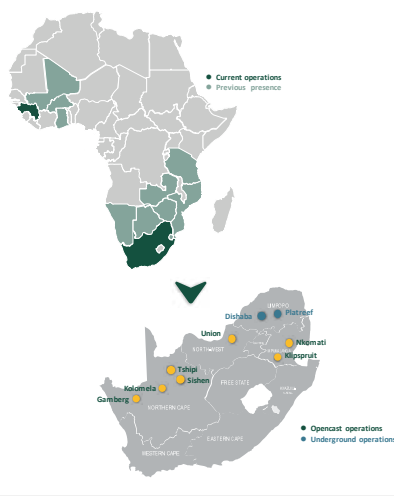 Current operations
Previous presence
LIMPOPO
Dishaba
Platreef
Union
Nkomati
NORTH WEST
Klipspruit
Tshipi
FREE STATE
Sishen
Kolomela
Gamberg
NORTHERN CAPE
Opencast operations
EASTERN CAPE
Underground operations
WESTERN CAPE